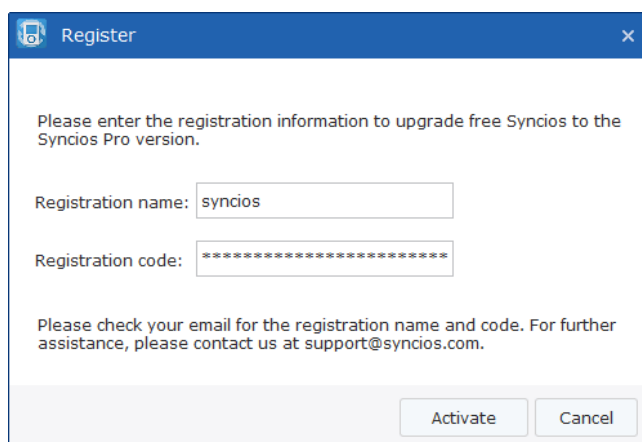 Register
Please enter the registration information to upgrade free Syncios to the
Syncios Pro version.
Registration name: syncios
Registration code: ************************
Please check your email for the registration name and code. For further
assistance, please contact us at support@syncios.com.
Activate Cancel